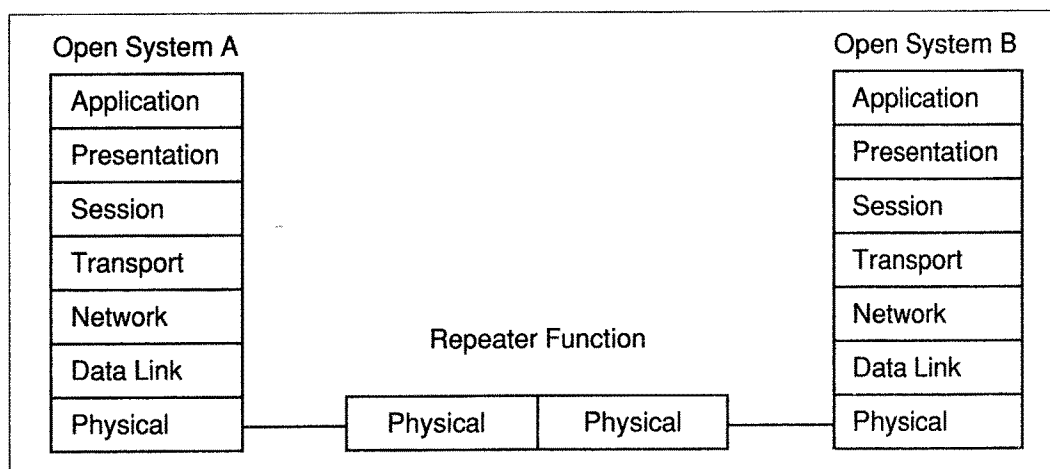 Open System A
Application
Presentation
Session
Transport
Network
Data Link
Physical
Repeater Function
Physical
Physical
Open System B
Application
Presentation
Session
Transport
Network
Data Link
Physical